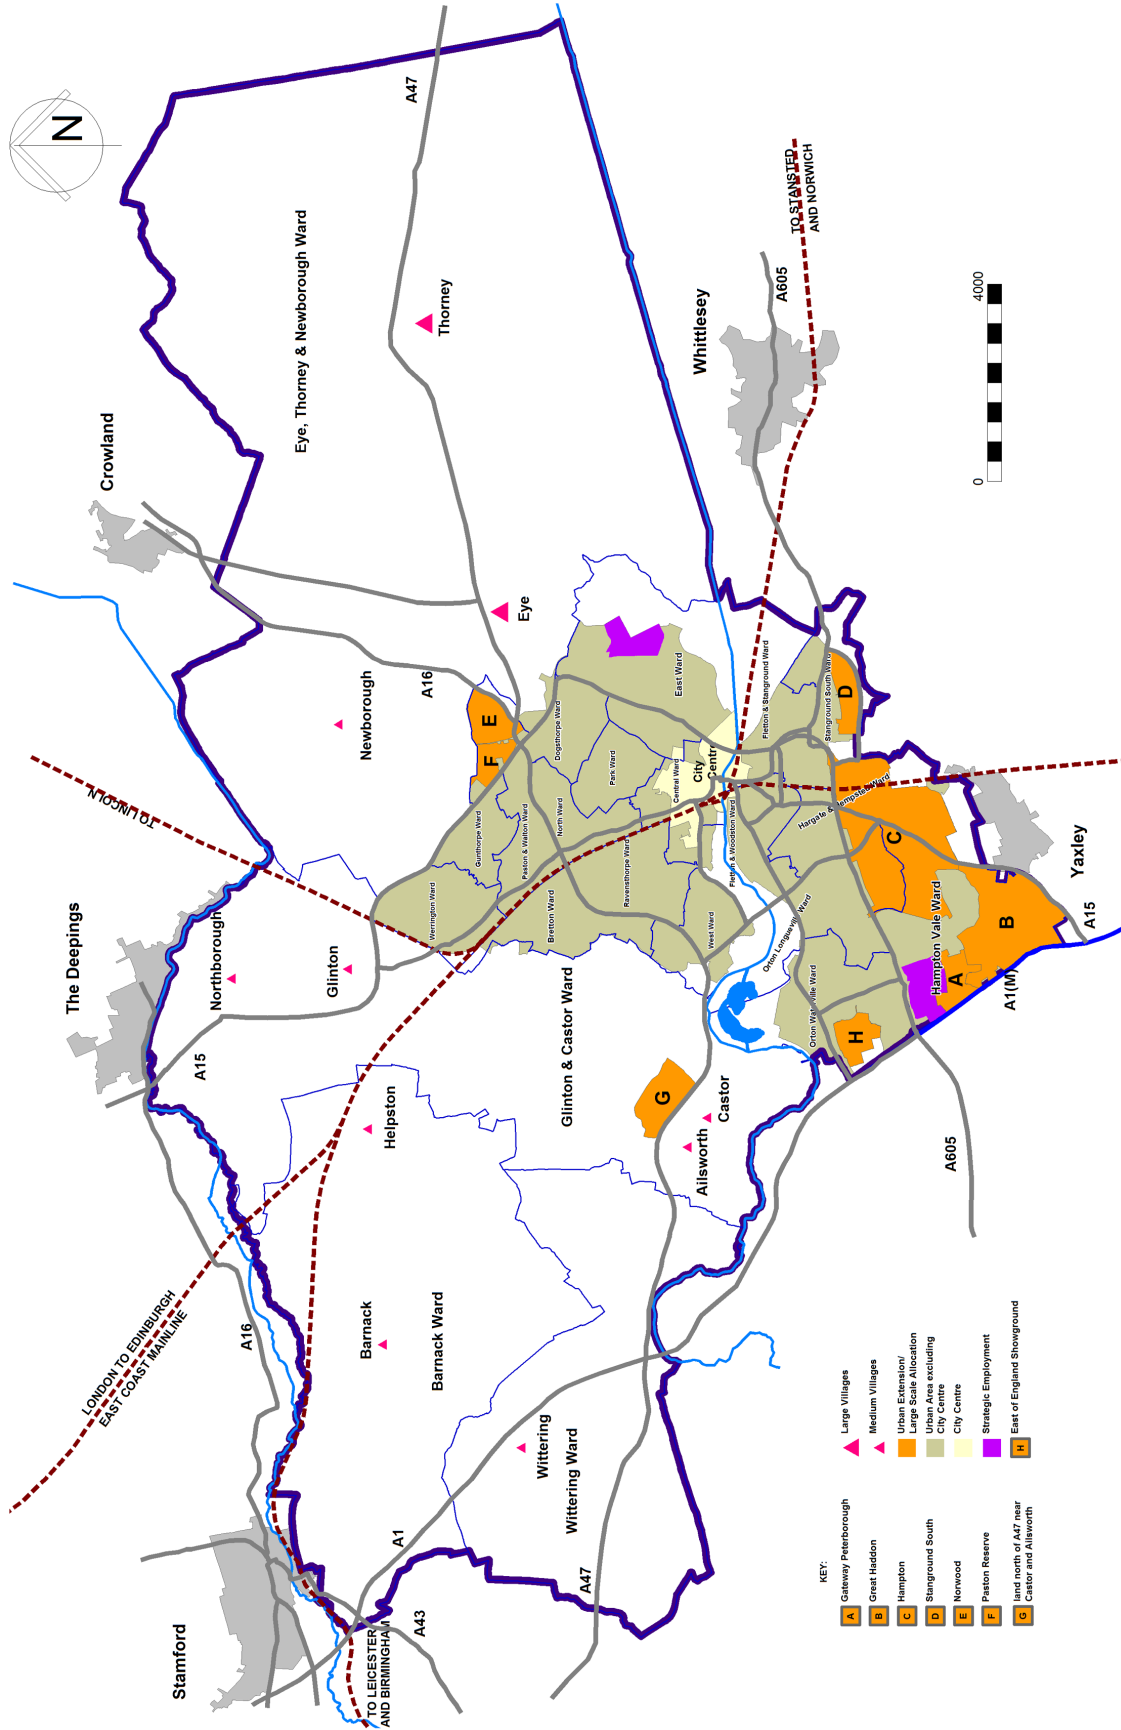 N
A47
Eye, Thorney & Newborough Ward
Thorney
Crowland
Whittlesey
A605
TO STANSTED
AND NORWICH
0
4000
Eye
Newborough
A16
TO LINCOLN
The Deepings
Northborough
Glinton
A15
E
F
Dogsthorpe Ward
East Ward
Park Ward
Central Ward
City
Centre
Gunthorpe Ward
Paston & Walton Ward
North Ward
Werrington Ward
Bretton Ward
Ravensthorpe Ward
West Ward
Fletton & Stanground Ward
Stanground South Ward
D
Fletton & Woodston Ward
Hargate & Hempsted Ward
C
Orton Longueville Ward
Orton Waterville Ward
Hampton Vale Ward
A
B
H
Yaxley
A15
A1(M)
Glinton & Castor Ward
G
Castor
Ailsworth
Helpston
A605
LONDON TO EDINBURGH
EAST COAST MAINLINE
A16
Barnack
Barnack Ward
Wittering
Wittering Ward
A1
A47
A43
Stamford
TO LEICESTER
AND BIRMINGHAM
KEY:
A Gateway Peterborough
B Great Haddon
C Hampton
D Stanground South
E Norwood
F Paston Reserve
G land north of A47 near
Castor and Ailsworth
Large Villages
Medium Villages
Urban Extension/
Large Scale Allocation
Urban Area excluding
City Centre
City Centre
Strategic Employment
H East of England Showground